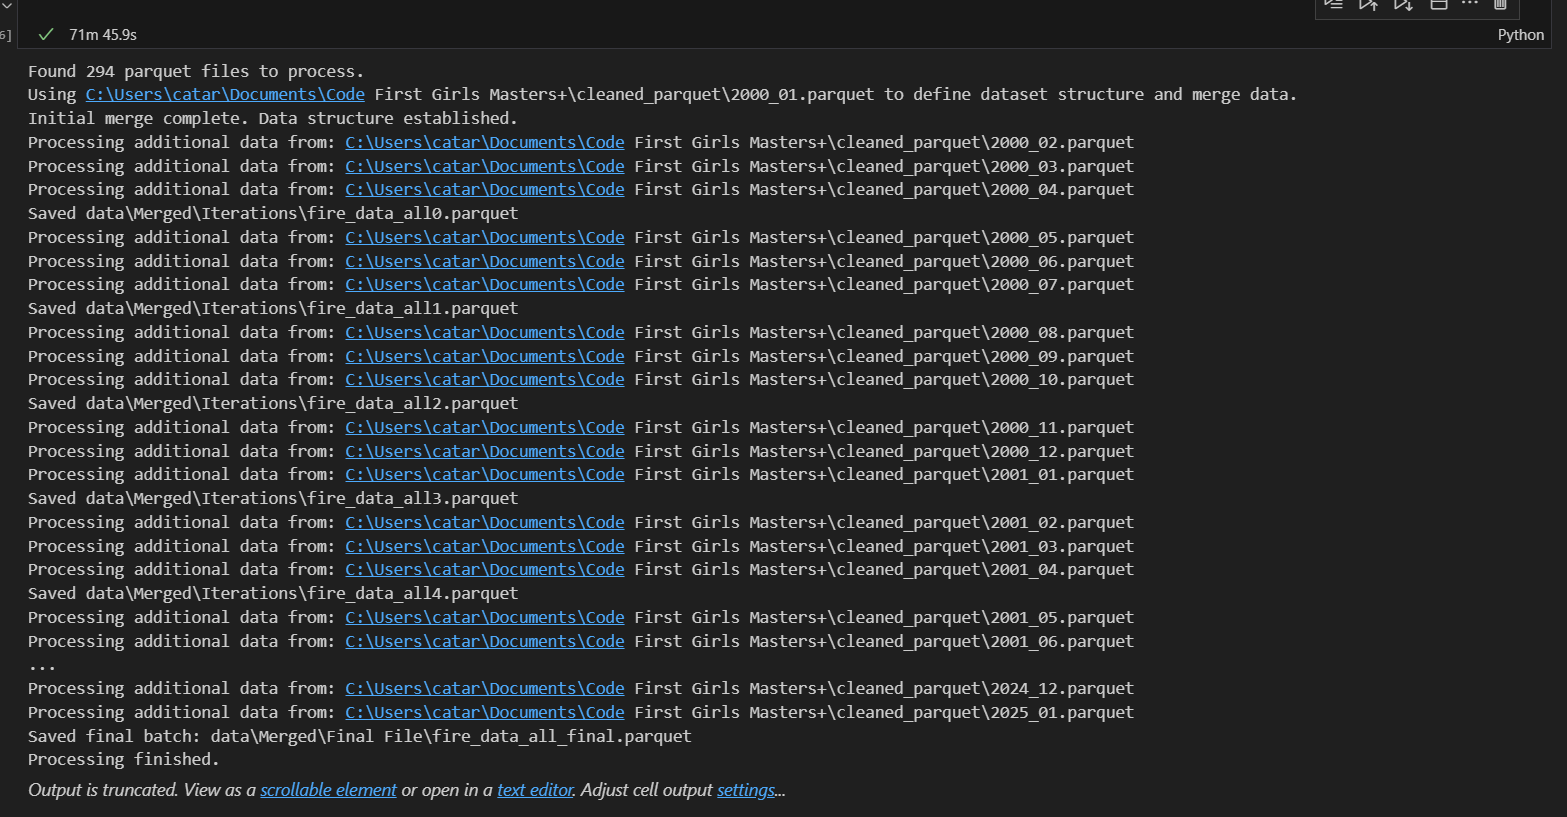 6]
71m 45.9s
Python
Found 294 parquet files to process.
Using C:\Users\catar\Documents\Code First Girls Masters+\cleaned_parquet\2000_01.parquet to define dataset structure and merge data.
Initial merge complete. Data structure established.
Processing additional data from: C:\Users\catar\Documents\Code First Girls Masters+\cleaned_parquet\2000_02.parquet
Processing additional data from: C:\Users\catar\Documents\Code First Girls Masters+\cleaned_parquet\2000_03.parquet
Processing additional data from: C:\Users\catar\Documents\Code First Girls Masters+\cleaned_parquet\2000_04.parquet
Saved data\Merged\Iterations\fire_data_all0.parquet
Processing additional data from: C:\Users\catar\Documents\Code First Girls Masters+\cleaned_parquet\2000_05.parquet
Processing additional data from: C:\Users\catar\Documents\Code First Girls Masters+\cleaned_parquet\2000_06.parquet
Processing additional data from: C:\Users\catar\Documents\Code First Girls Masters+\cleaned_parquet\2000_07.parquet
Saved data\Merged\Iterations\fire_data_all1.parquet
Processing additional data from: C:\Users\catar\Documents\Code First Girls Masters+\cleaned_parquet\2000_08.parquet
Processing additional data from: C:\Users\catar\Documents\Code First Girls Masters+\cleaned_parquet\2000_09.parquet
Processing additional data from: C:\Users\catar\Documents\Code First Girls Masters+\cleaned_parquet\2000_10.parquet
Saved data\Merged\Iterations\fire_data_all2.parquet
Processing additional data from: C:\Users\catar\Documents\Code First Girls Masters+\cleaned_parquet\2000_11.parquet
Processing additional data from: C:\Users\catar\Documents\Code First Girls Masters+\cleaned_parquet\2000_12.parquet
Processing additional data from: C:\Users\catar\Documents\Code First Girls Masters+\cleaned_parquet\2001_01.parquet
Saved data\Merged\Iterations\fire_data_all3.parquet
Processing additional data from: C:\Users\catar\Documents\Code First Girls Masters+\cleaned_parquet\2001_02.parquet
Processing additional data from: C:\Users\catar\Documents\Code First Girls Masters+\cleaned_parquet\2001_03.parquet
Processing additional data from: C:\Users\catar\Documents\Code First Girls Masters+\cleaned_parquet\2001_04.parquet
Saved data\Merged\Iterations\fire_data_all4.parquet
Processing additional data from: C:\Users\catar\Documents\Code First Girls Masters+\cleaned_parquet\2001_05.parquet
Processing additional data from: C:\Users\catar\Documents\Code First Girls Masters+\cleaned_parquet\2001_06.parquet
...
Processing additional data from: C:\Users\catar\Documents\Code First Girls Masters+\cleaned_parquet\2024_12.parquet
Processing additional data from: C:\Users\catar\Documents\Code First Girls Masters+\cleaned_parquet\2025_01.parquet
Saved final batch: data\Merged\Final File\fire_data_all_final.parquet
Processing finished.
Output is truncated. View as a scrollable element or open in a text editor. Adjust cell output settings...